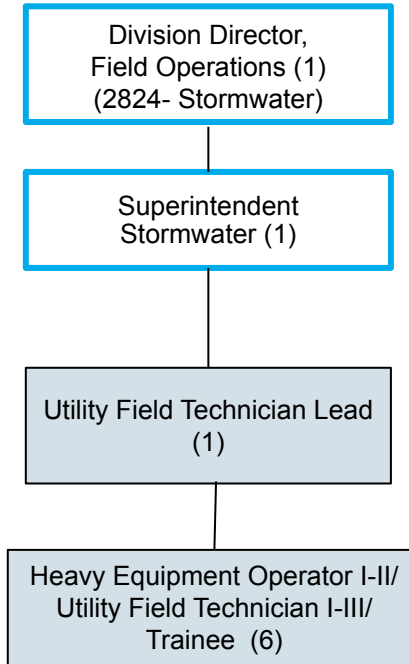 Division Director,
Field Operations (1)
(2824- Stormwater)
Superintendent
Stormwater (1)
Utility Field Technician Lead
(1)
Heavy Equipment Operator I-II/
Utility Field Technician I-III/
Trainee  (6)